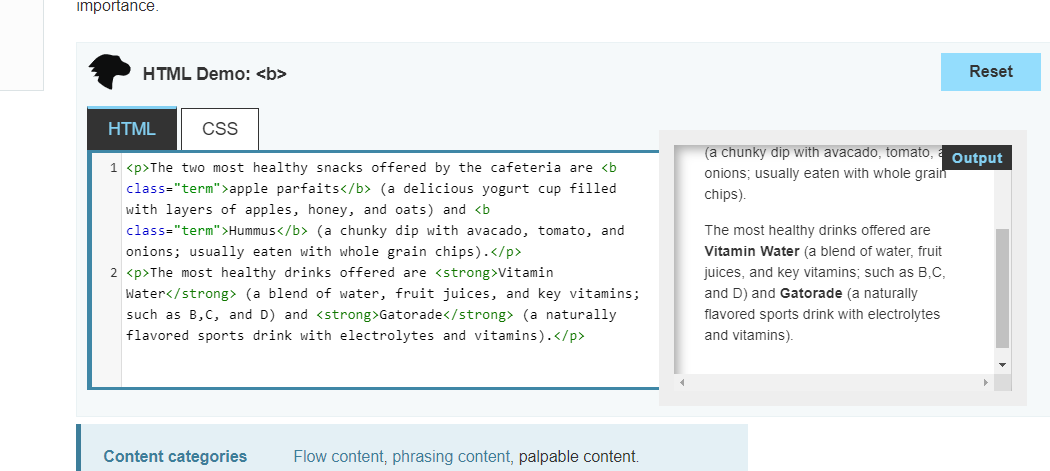 importance.
HTML Demo: <b>
Reset
HTML
CSS
1 <p>The two most healthy snacks offered by the cafeteria are <b
class="term">apple parfaits</b> (a delicious yogurt cup filled
with layers of apples, honey, and oats) and <b
class="term">Hummus</b> (a chunky dip with avacado, tomato, and
onions; usually eaten with whole grain chips).</p>
2 <p>The most healthy drinks offered are <strong>Vitamin
Water</strong> (a blend of water, fruit juices, and key vitamins;
such as B,C, and D) and <strong>Gatorade</strong> (a naturally
flavored sports drink with electrolytes and vitamins).</p>
Output
(a chunky dip with avacado, tomato,
onions; usually eaten with whole grain
chips).
The most healthy drinks offered are
Vitamin Water (a blend of water, fruit
juices, and key vitamins; such as B,C,
and D) and Gatorade (a naturally
flavored sports drink with electrolytes
and vitamins).
Content categories
Flow content, phrasing content, palpable content.